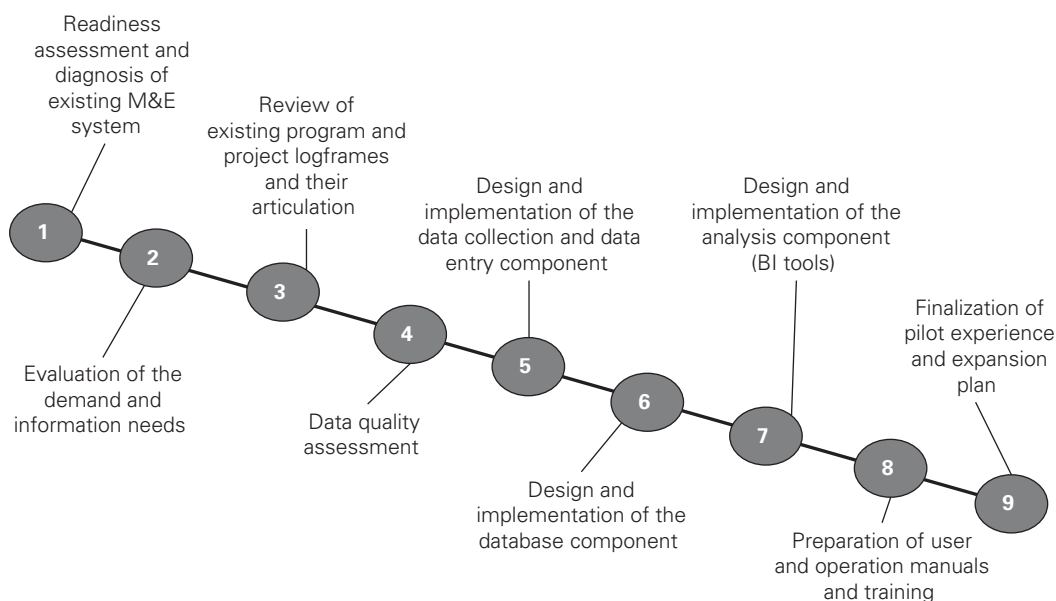 Readiness
assessment and
diagnosis of
existing M&E
system
1
2
Evaluation of the
demand and
information needs
Review of
existing program and
project logframes
and their
articulation
3
4
Data quality
assessment
Design and
implementation of the
data collection and data
entry component
5
6
Design and
implementation of the
database component
Design and
implementation of the
analysis component
(BI tools)
7
8
Preparation of user
and operation manuals
and training
Finalization of
pilot experience
and expansion
plan
9